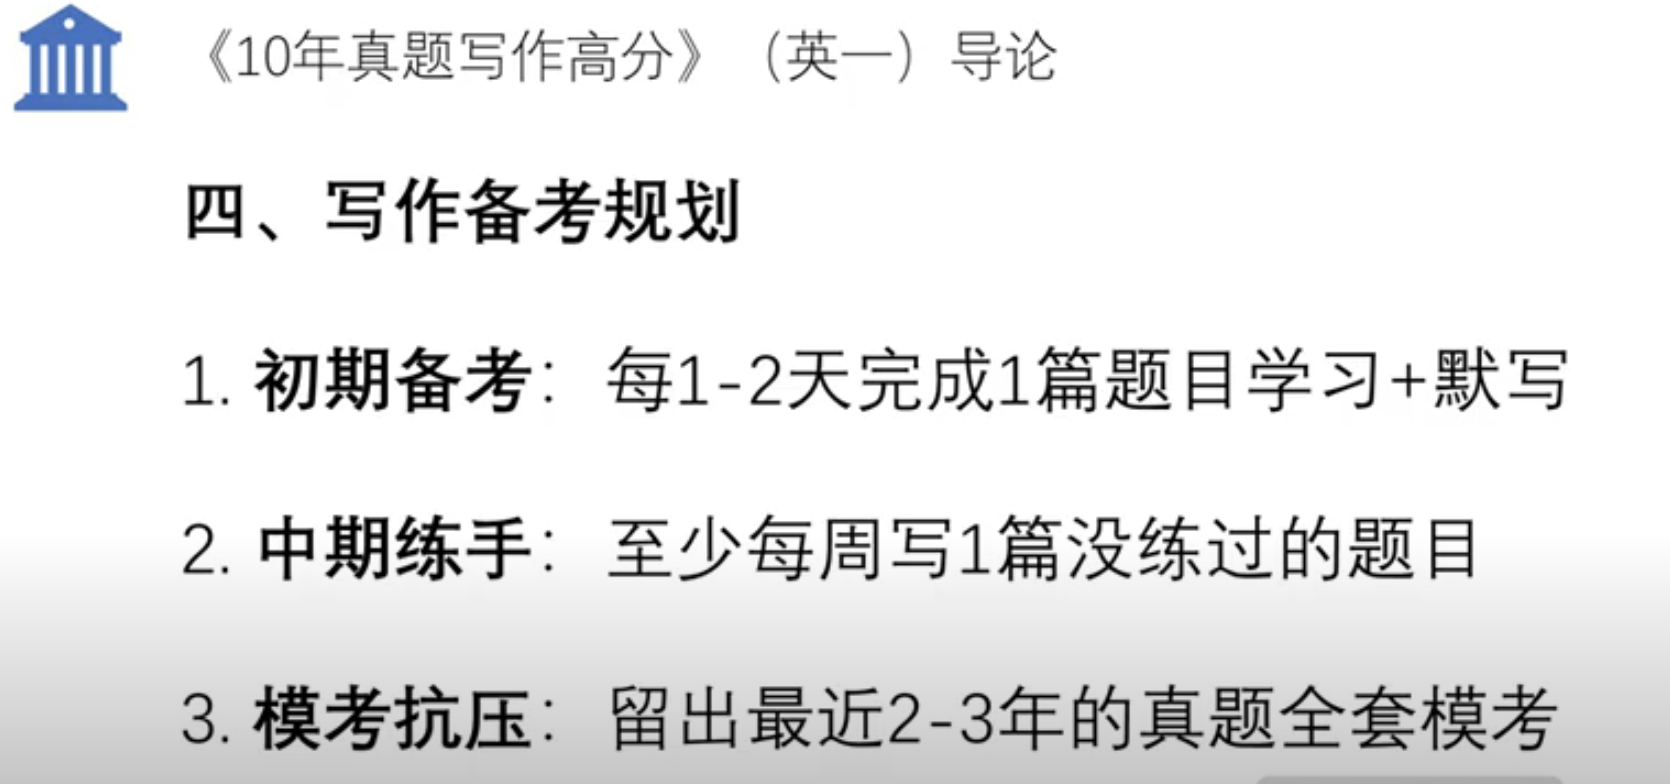 《10年真题写作高分》（英一）导论
四、写作备考规划
1. 初期备考：每1-2天完成1篇题目学习+默写
2. 中期练手：至少每周写1篇没练过的题目
3. 模考抗压：留出最近2-3年的真题全套模考